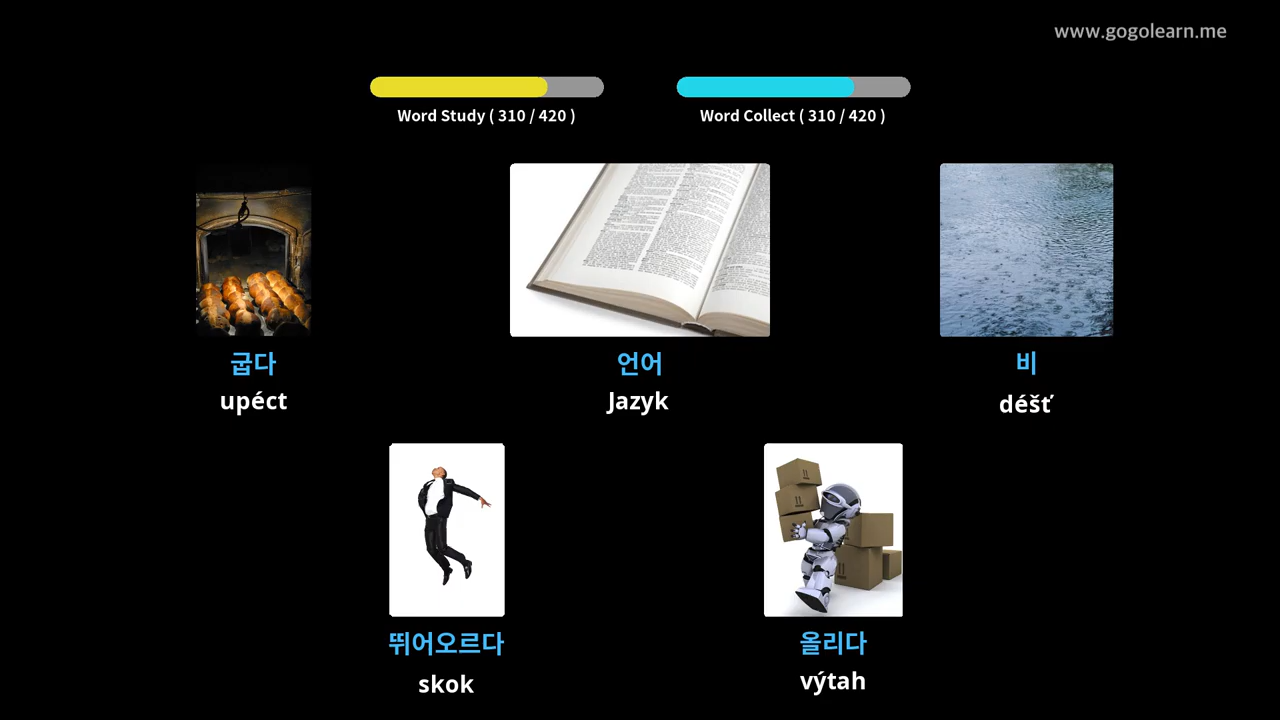 www.gogolearn.me
Word Study ( 310 / 420 )
Word Collect ( 310 / 420 )
굽다
upéct
언어
Jazyk
비
déšť
뛰어오르다
skok
올리다
výtah